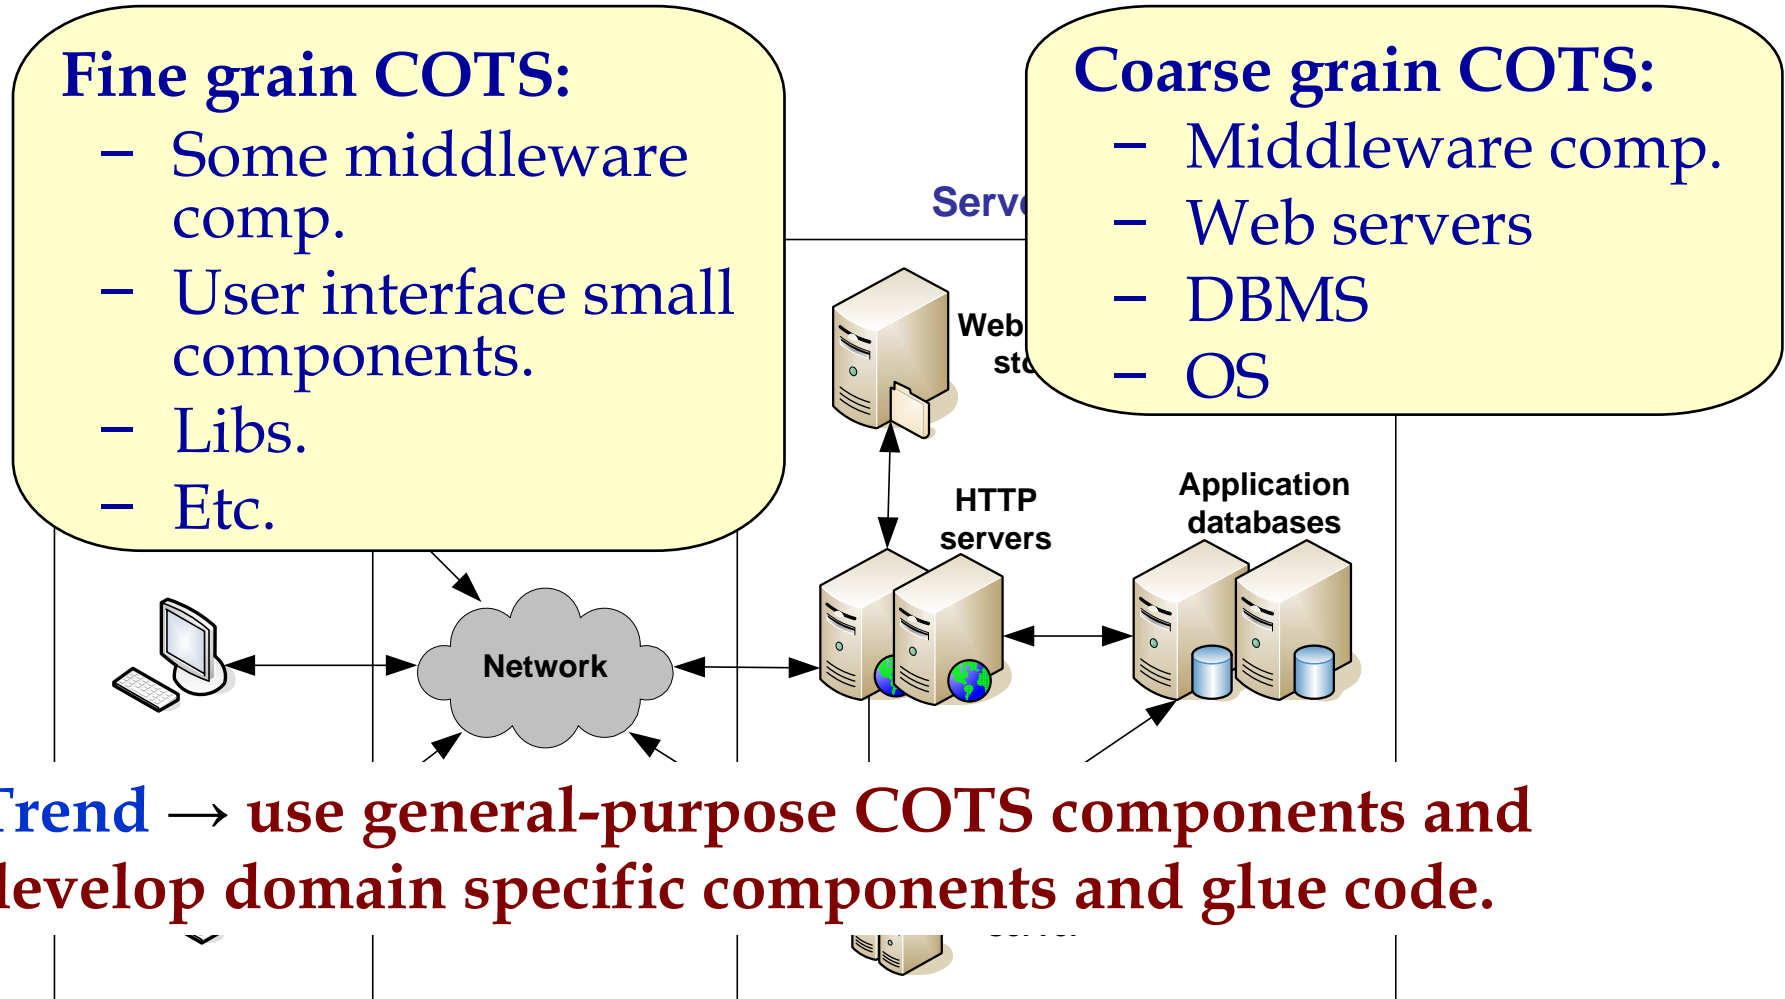 Fine grain COTS:
– Some middleware
comp.
– User interface small
components.
– Libs.
– Etc.
Coarse grain COTS:
– Middleware comp.
– Web servers
– DBMS
– OS
Web
HTTP
servers
Application
databases
Network
Trend → use general-purpose COTS components and
develop domain specific components and glue code.